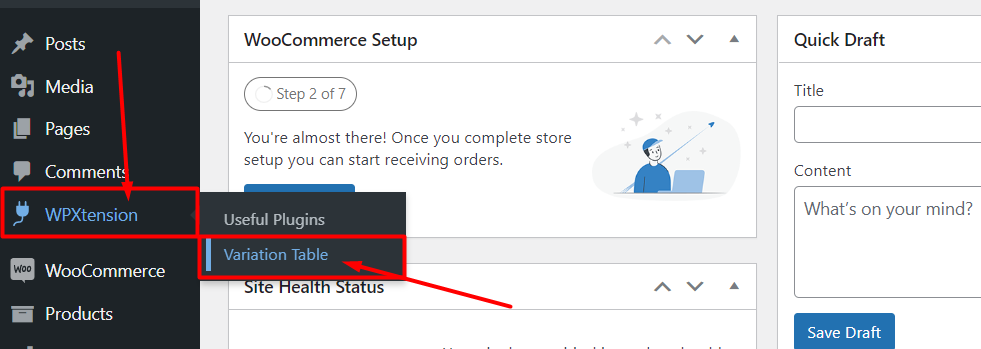 Posts
Media
Pages
Comments
WPXtension
WooCommerce
Products
Useful Plugins
Variation Table
WooCommerce Setup
Step 2 of 7
You're almost there! Once you complete store
setup you can start receiving orders.
Site Health Status
Quick Draft
Title
Content
What's on your mind?
Save Draft